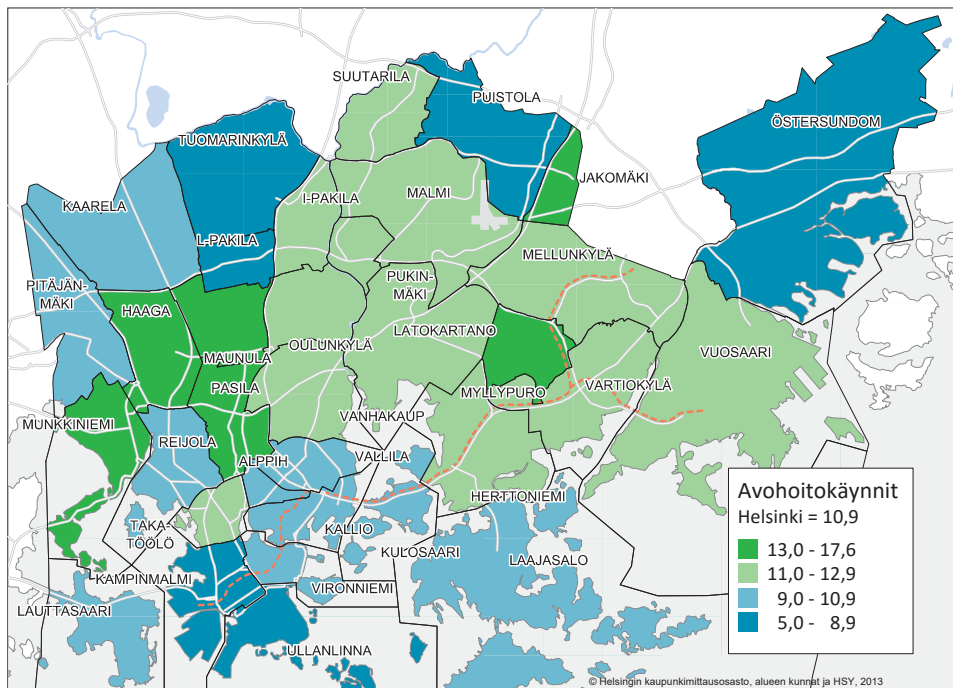 SUUTARILA
PUISTOLA
ÖSTERSUNDOM
TUOMARINKYLÄ
JAKOMÄKI
I-PAKILA
MALMI
KAARELA
L-PAKILA
MELLUNKYLÄ
PITÄJÄN-
MÄKI
PUKIN-
MÄKI
HAAGA
LATOKARTANO
OULUNKYLÄ
MAUNULA
VUOSAARI
PASILA
MYLLYPURO
VARTIOKYLÄ
MUNKKINIEMI
VANHAKAUP
REIJOLA
VALLILA
ALPPIH
HERTTONIEMI
TAKA-
TÖÖLÖ
KALLIO
KULOSAARI
LAAJASALO
KAMPINMALMI
VIRONNIEMI
LAUTTASAARI
ULLANLINNA
Avohoitokäynnit
Helsinki = 10,9
13,0 - 17,6
11,0 - 12,9
9,0 - 10,9
5,0 - 8,9
© Helsingin kaupunkimittausosasto, alueen kunnat ja HSY, 2013